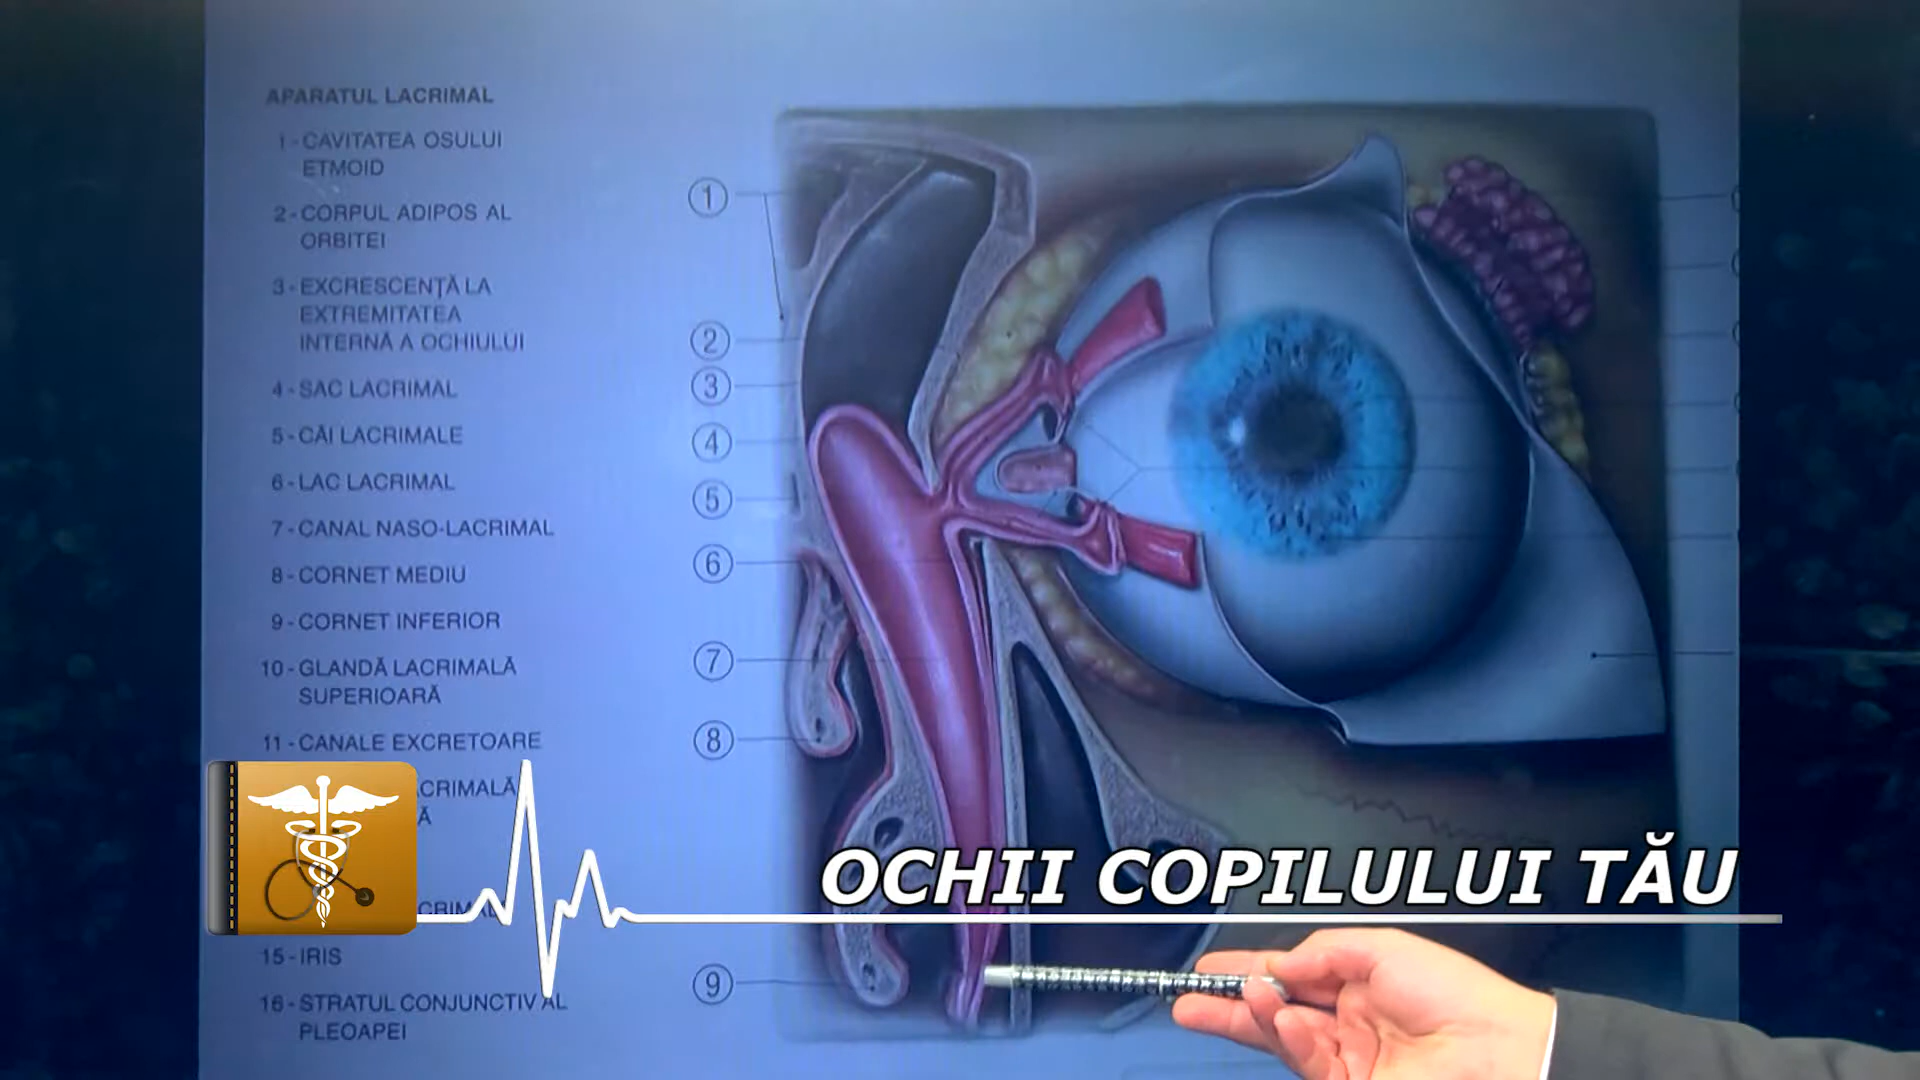 APARATUL LACRIMAL
1 - CAVITATEA OSULUI
ETMOID
2 - CORPUL ADIPOS AL
ORBITEI
3 - EXCRESCENȚĂ LA
EXTREMITATEA
INTERNĂ A OCHIULUI
4 - SAC LACRIMAL
5 - CĂI LACRIMALE
6 - LAC LACRIMAL
7 - CANAL NASO-LACRIMAL
8 - CORNET MEDIU
9 - CORNET INFERIOR
10 - GLANDĂ LACRIMALĂ
SUPERIOARĂ
11 - CANALE EXCRETOARE
15 - IRIS
16 - STRATUL CONJUNCTIV AL
PLEOAPEI
1
2
3
4
5
6
7
8
9
OCHII COPILULUI TĂU